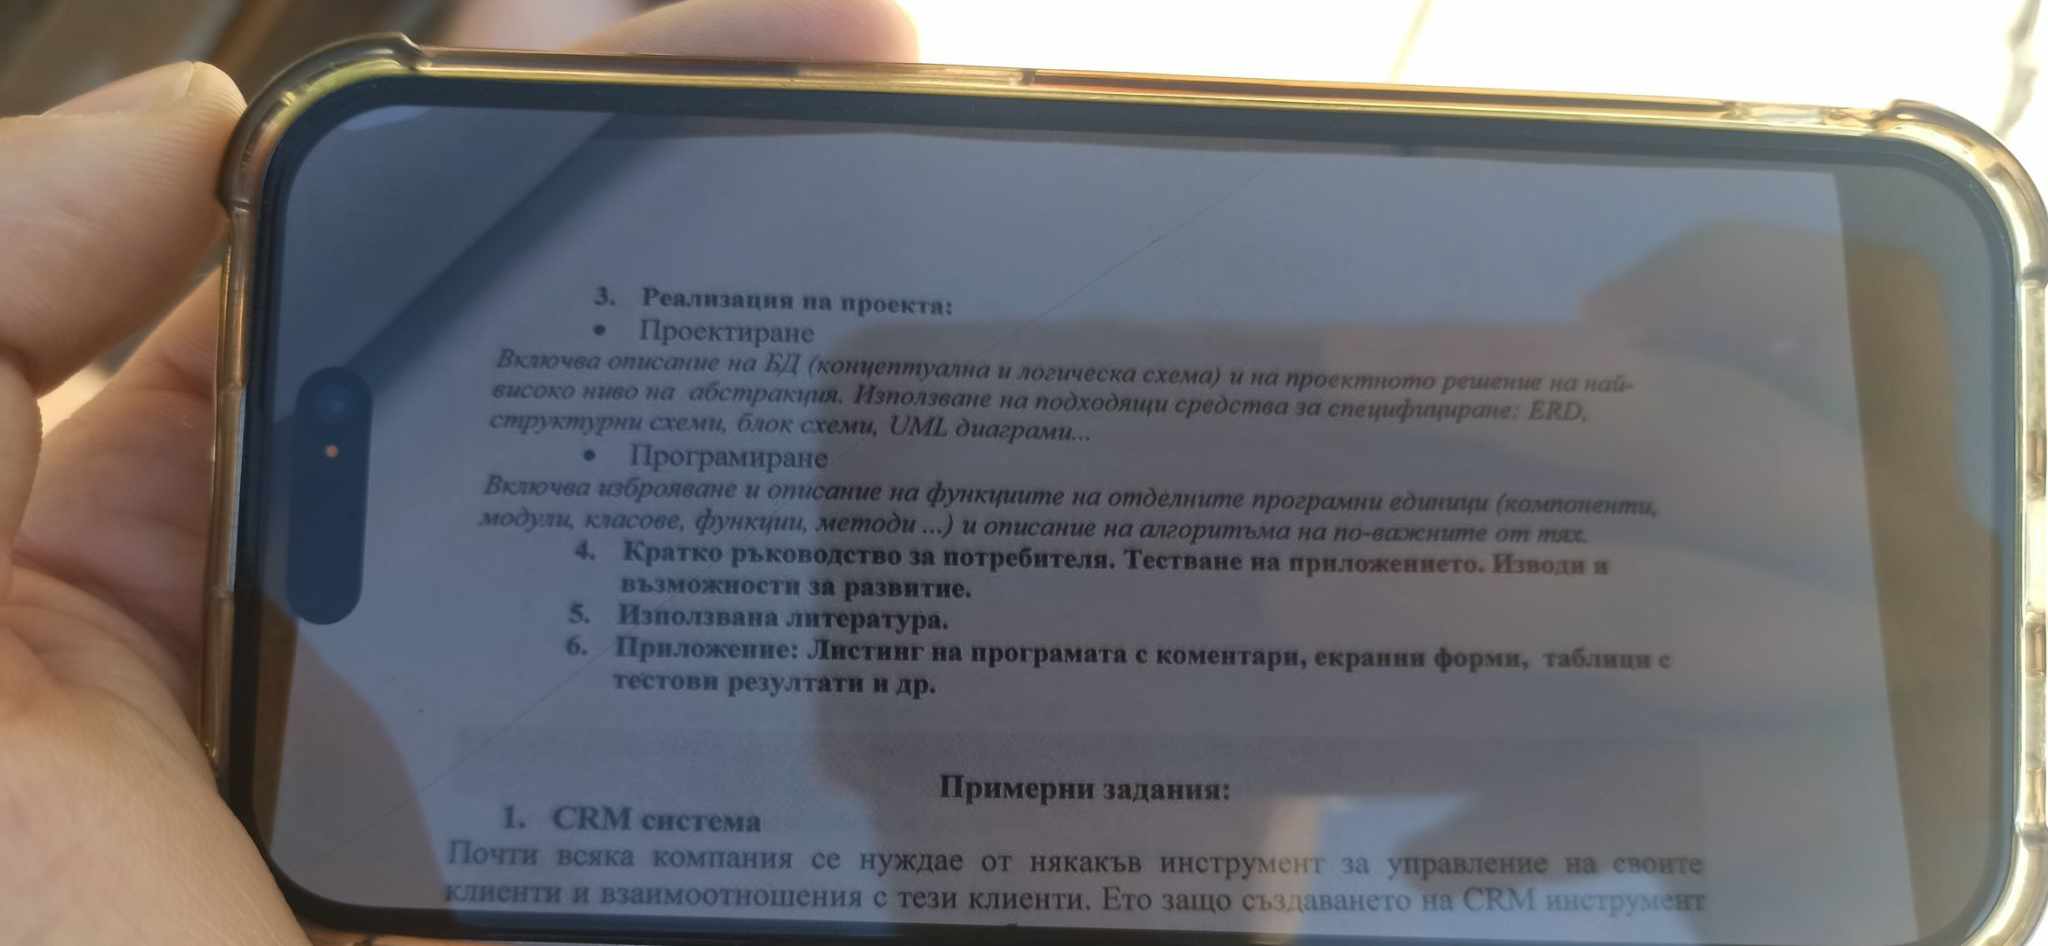 3. Реализация на проекта:
• Проектиране
Включва описание на БД (концептуална и логическа схема) и на проектното решение на най-
високо ниво на абстракция. Използване на подходящи средства за специфициране: ERD,
структурни схеми, блок схеми, UML диаграми...
• Програмиране
Включва изброяване и описание на функциите на отделните програмни единици (компоненти,
модули, класове, функции, методи ...) и описание на алгоритъма на по-важните от тях.
4. Кратко ръководство за потребителя. Тестване на приложението. Изводи и
възможности за развитие.
5. Използвана литература.
6. Приложение: Листинг на програмата с коментари, екранни форми, таблици с
тестови резултати и др.
Примерни задания:
1. CRM система
Почти всяка компания се нуждае от някакъв инструмент за управление на своите
клиенти и взаимоотношения с тези клиенти. Ето защо създаването на CRM инструмент